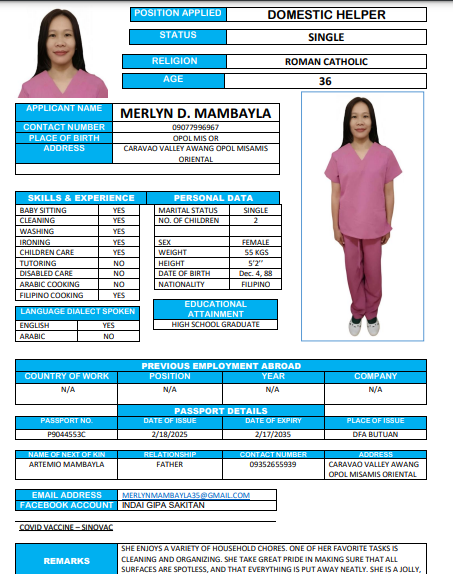 POSITION APPLIED DOMESTIC HELPER
STATUS SINGLE
RELIGION ROMAN CATHOLIC
AGE 36
APPLICANT NAME MERLYN D. MAMBAYLA
CONTACT NUMBER 09077996967
PLACE OF BIRTH OPOL MIS OR
ADDRESS CARAVAO VALLEY AWANG OPOL MISAMIS
ORIENTAL
SKILLS & EXPERIENCE
BABY SITTING YES
CLEANING YES
WASHING YES
IRONING YES
CHILDREN CARE YES
TUTORING NO
DISABLED CARE NO
ARABIC COOKING NO
FILIPINO COOKING YES
LANGUAGE DIALECT SPOKEN
ENGLISH YES
ARABIC NO
PERSONAL DATA
MARITAL STATUS SINGLE
NO. OF CHILDREN 2
SEX FEMALE
WEIGHT 55 KGS
HEIGHT 5'2''
DATE OF BIRTH Dec. 4, 88
NATIONALITY FILIPINO
EDUCATIONAL
ATTAINMENT
HIGH SCHOOL GRADUATE
PREVIOUS EMPLOYMENT ABROAD
COUNTRY OF WORK POSITION YEAR COMPANY
N/A N/A N/A N/A
PASSPORT DETAILS
PASSPORT NO. DATE OF ISSUE DATE OF EXPIRY PLACE OF ISSUE
P9044553C 2/18/2025 2/17/2035 DFA BUTUAN
NAME OF NEXT OF KIN RELATIONSHIP CONTACT NUMBER ADDRESS
ARTEMIO MAMBAYLA FATHER 09352655939 CARAVAO VALLEY AWANG
OPOL MISAMIS ORIENTAL
EMAIL ADDRESS MERLYNMAMBAYLA35@GMAIL.COM
FACEBOOK ACCOUNT INDAI GIPA SAKITAN
COVID VACCINE – SINOVAC
REMARKS
SHE ENJOYS A VARIETY OF HOUSEHOLD CHORES. ONE OF HER FAVORITE TASKS IS
CLEANING AND ORGANIZING. SHE TAKE GREAT PRIDE IN MAKING SURE THAT ALL
SURFACES ARE SPOTLESS, AND THAT EVERYTHING IS PUT AWAY NEATLY. SHE IS A JOLLY,